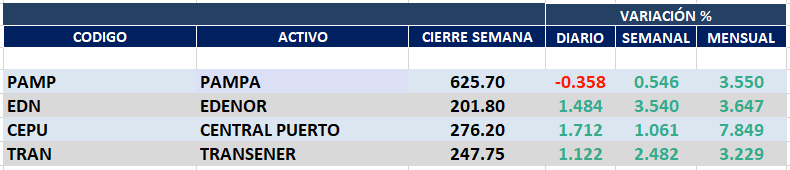 VARIACIÓN %
CODIGO ACTIVO CIERRE SEMANA DIARIO SEMANAL MENSUAL
PAMP PAMPA 625.70 -0.358 0.546 3.550
EDN EDENOR 201.80 1.484 3.540 3.647
CEPU CENTRAL PUERTO 276.20 1.712 1.061 7.849
TRAN TRANSENER 247.75 1.122 2.482 3.229